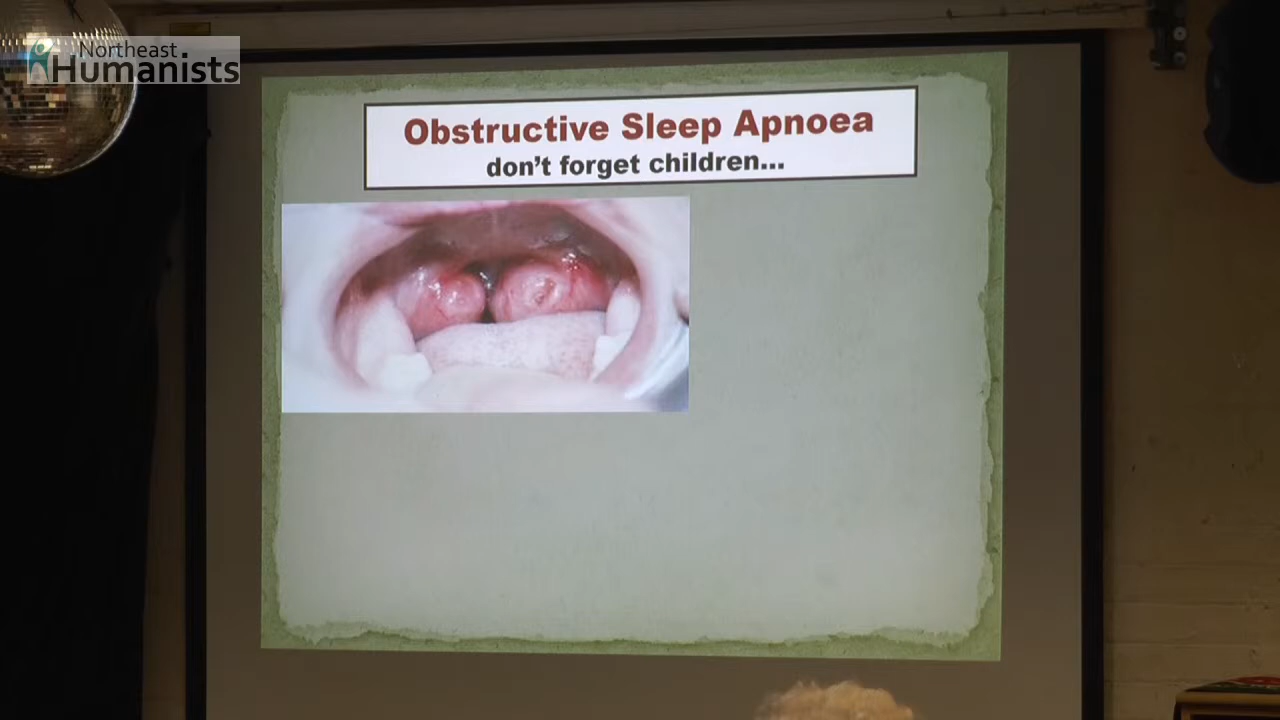 Northeast
Humanists
Obstructive Sleep Apnoea
don't forget children...